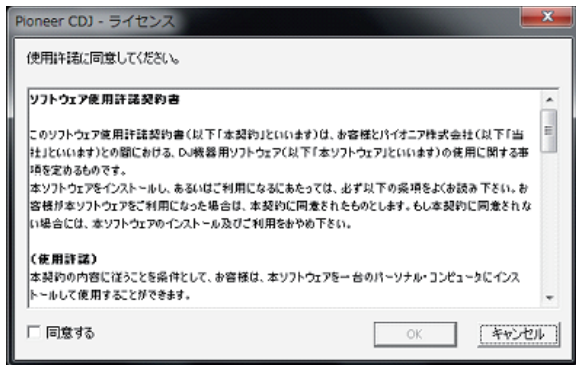 Pioneer CDJ - ライセンス
使用許諾に同意してください。
ソフトウェア使用許諾契約書
このソフトウェア使用許諾契約書(以下「本契約」といいます)は、お客様とパイオニア株式会社(以下「当
社」といいます)との間における、DJ機器用ソフトウェア(以下「本ソフトウェア」といいます)の使用に関する事
項を定めるものです。
本ソフトウェアをインストールし、あるいはご利用になるにあたっては、必ず以下の条項をよくお読み下さい。お
客様が本ソフトウェアをご利用になった場合は、本契約に同意されたものとします。もし本契約に同意されな
い場合には、本ソフトウェアのインストール及びご利用をおやめ下さい。
(使用許諾)
本契約の内容に従うことを条件として、お客様は、本ソフトウェアを一台のパーソナル・コンピュータにインス
トールして使用することができます。
同意する
OK
キャンセル